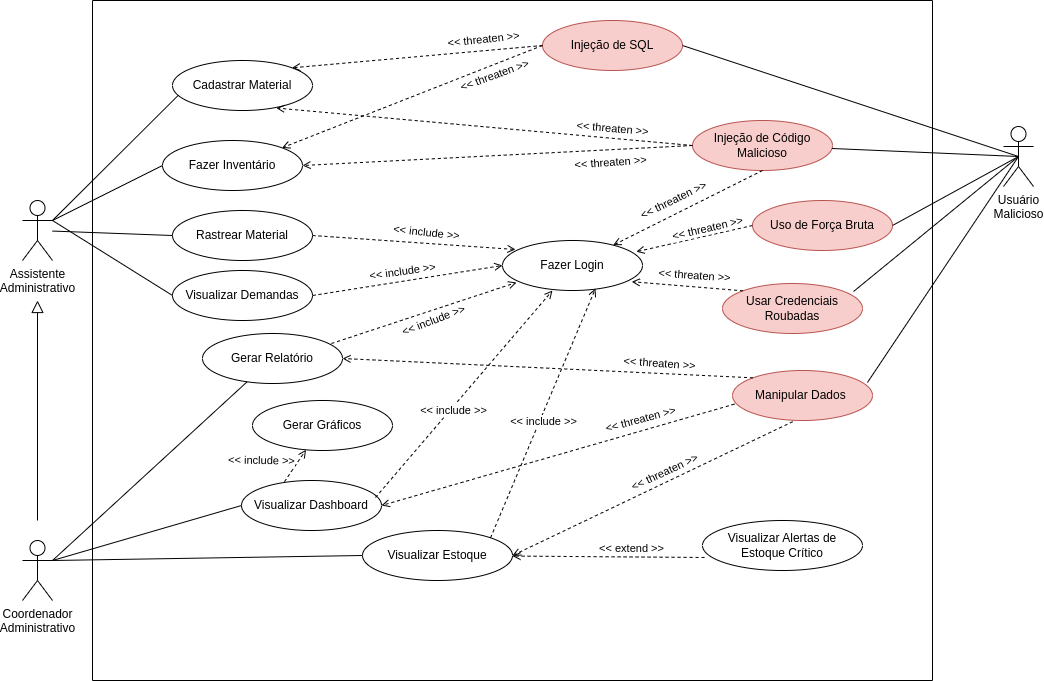 << threaten >>
Injeção de SQL
<< threaten >>
Cadastrar Material
<< threaten >>
Injeção de Código
Malicioso
Fazer Inventário
<< threaten >>
Usuário
Malicioso
<< threaten >>
Rastrear Material
<< include >>
<< threaten >>
Uso de Força Bruta
Assistente
Administrativo
Visualizar Demandas
<< include >>
Fazer Login
<< threaten >>
Usar Credenciais
Roubadas
<< include >>
Gerar Relatório
<< threaten >>
Manipular Dados
Gerar Gráficos
<< include >>
<< include >>
<< threaten >>
<< include >>
<< threaten >>
Visualizar Dashboard
Visualizar Estoque
<< extend >>
Visualizar Alertas de
Estoque Crítico
Coordenador
Administrativo